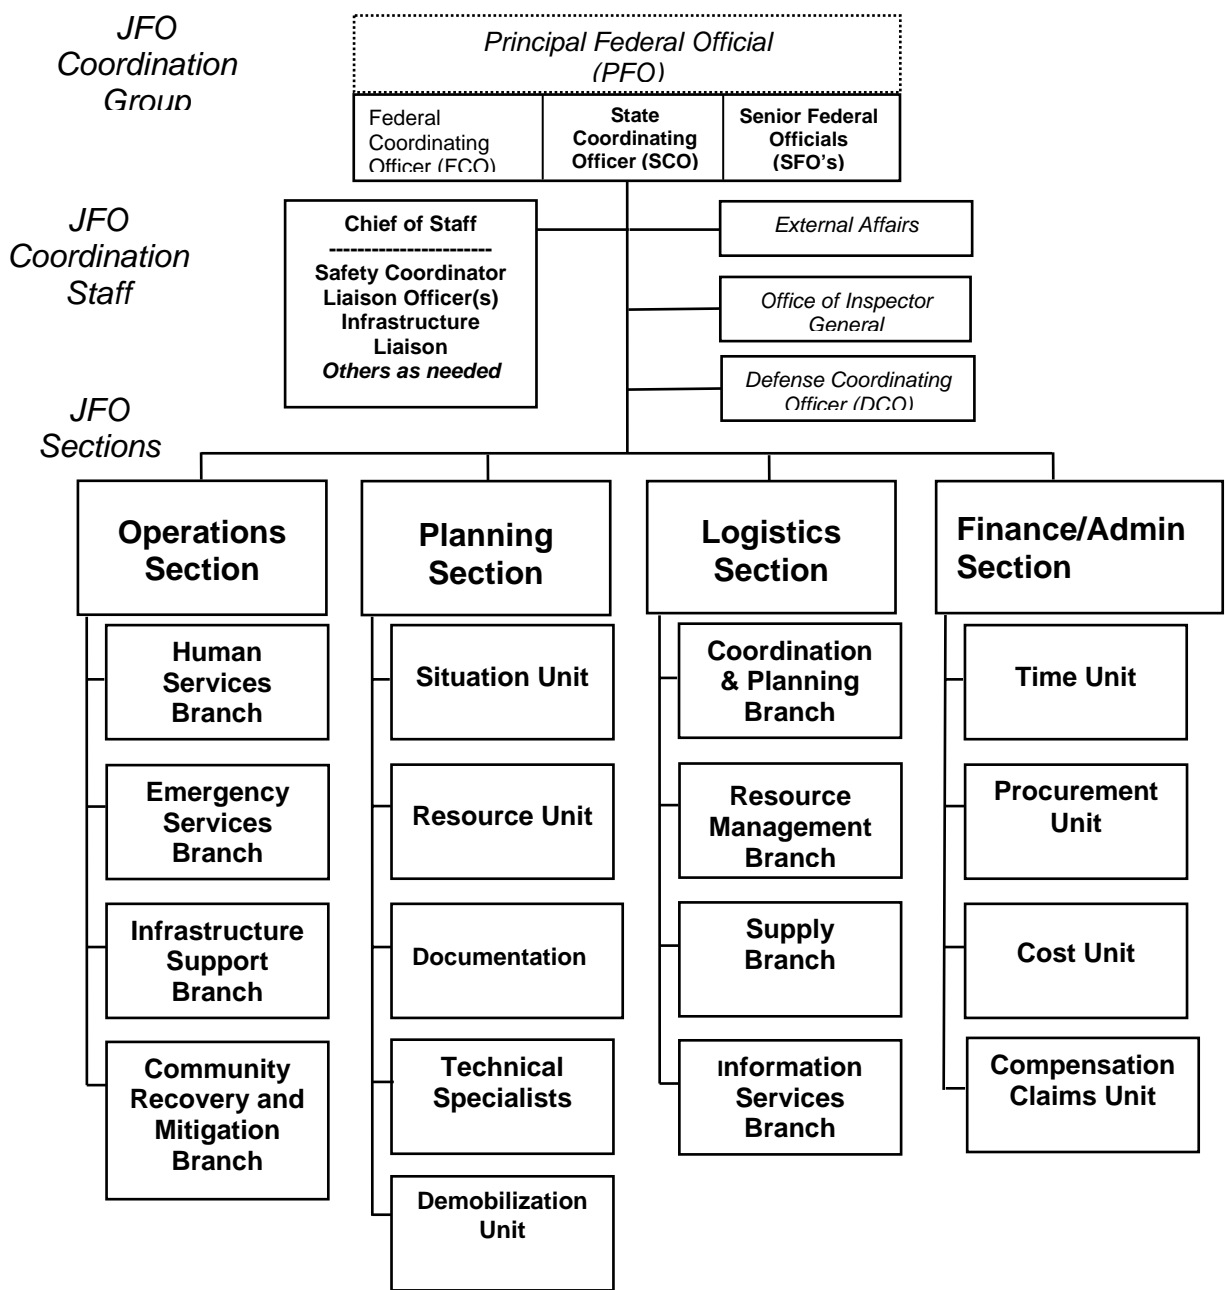 JFO
Coordination
Group
Principal Federal Official
(PFO)
Federal
Coordinating
Officer (FCO)
State
Coordinating
Officer (SCO)
Senior Federal
Officials
(SFO's)
JFO
Coordination
Staff
Chief of Staff
-----------------------
Safety Coordinator
Liaison Officer(s)
Infrastructure
Liaison
Others as needed
External Affairs
Office of Inspector
General
Defense Coordinating
Officer (DCO)
JFO
Sections
Operations
Section
Planning
Section
Logistics
Section
Finance/Admin
Section
Human
Services
Branch
Situation Unit
Coordination
& Planning
Branch
Time Unit
Emergency
Services
Branch
Resource Unit
Resource
Management
Branch
Procurement
Unit
Infrastructure
Support
Branch
Documentation
Supply
Branch
Cost Unit
Community
Recovery and
Mitigation
Branch
Technical
Specialists
Information
Services
Branch
Compensation
Claims Unit
Demobilization
Unit